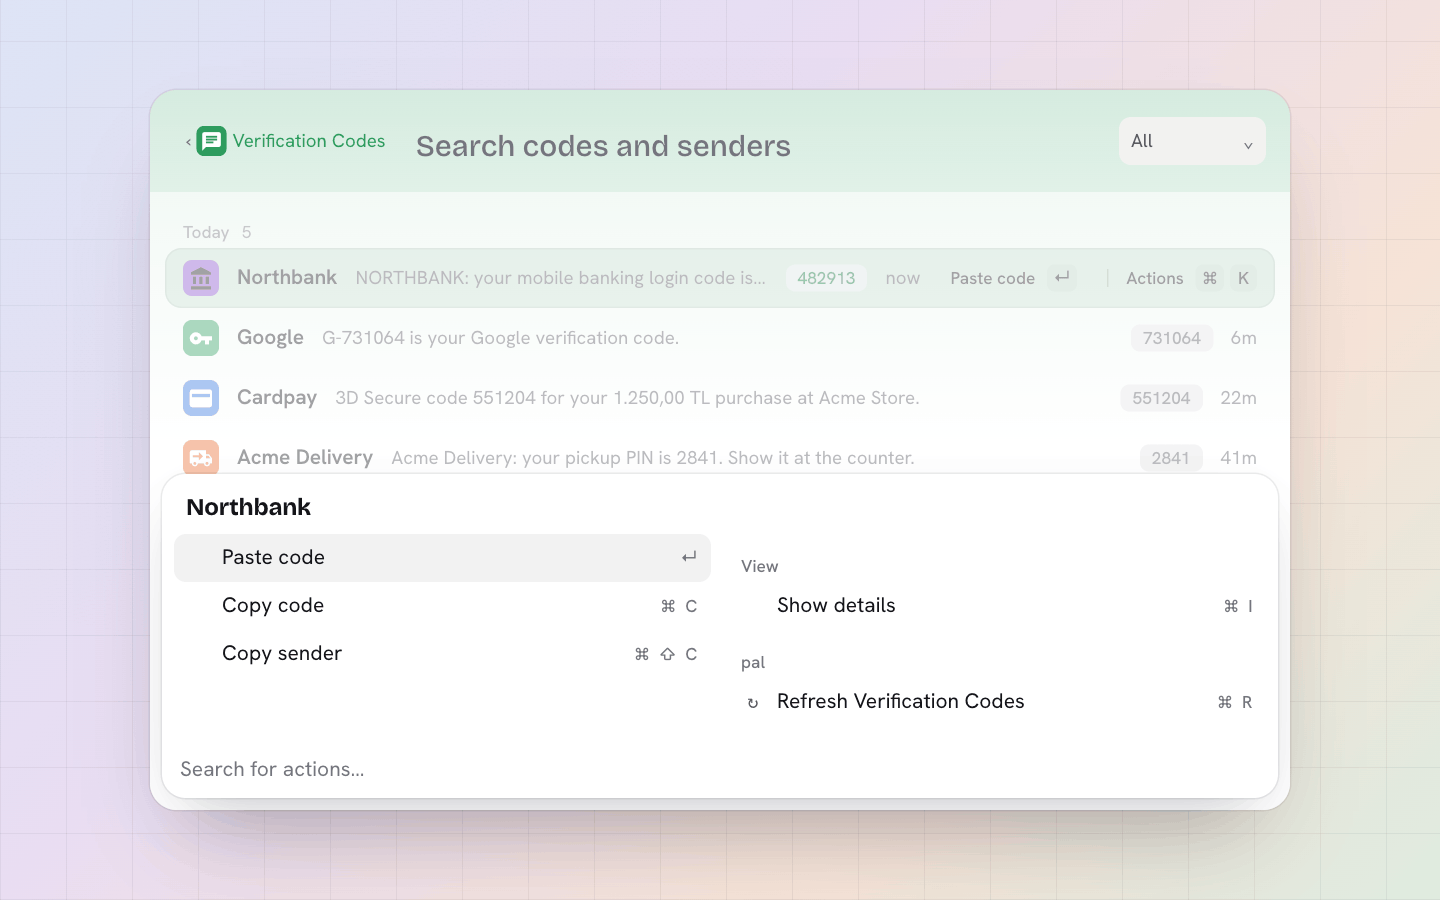 ‹ Verification Codes Search codes and senders All
Today 5
Northbank NORTHBANK: your mobile banking login code is... 482913 now Paste code ↵ | Actions ⌘ K
Google G-731064 is your Google verification code. 731064 6m
Cardpay 3D Secure code 551204 for your 1.250,00 TL purchase at Acme Store. 551204 22m
Acme Delivery Acme Delivery: your pickup PIN is 2841. Show it at the counter. 2841 41m
Northbank
Paste code ↵
Copy code ⌘ C
Copy sender ⌘ ⇧ C
View
Show details ⌘ I
pal
↻ Refresh Verification Codes ⌘ R
Search for actions...